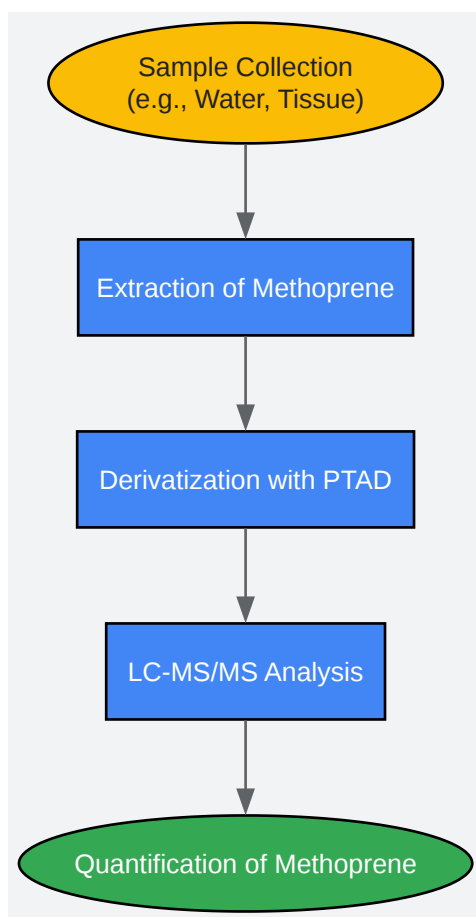 Sample Collection
(e.g., Water, Tissue)
Extraction of Methoprene
Derivatization with PTAD
LC-MS/MS Analysis
Quantification of Methoprene